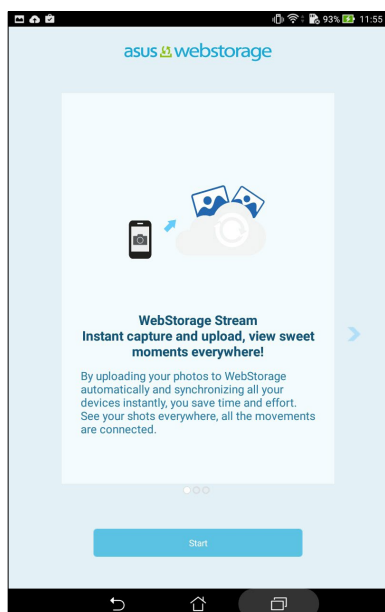 93% 11:55
asus webstorage
WebStorage Stream
Instant capture and upload, view sweet
moments everywhere!
By uploading your photos to WebStorage
automatically and synchronizing all your
devices instantly, you save time and effort.
See your shots everywhere, all the movements
are connected.
Start